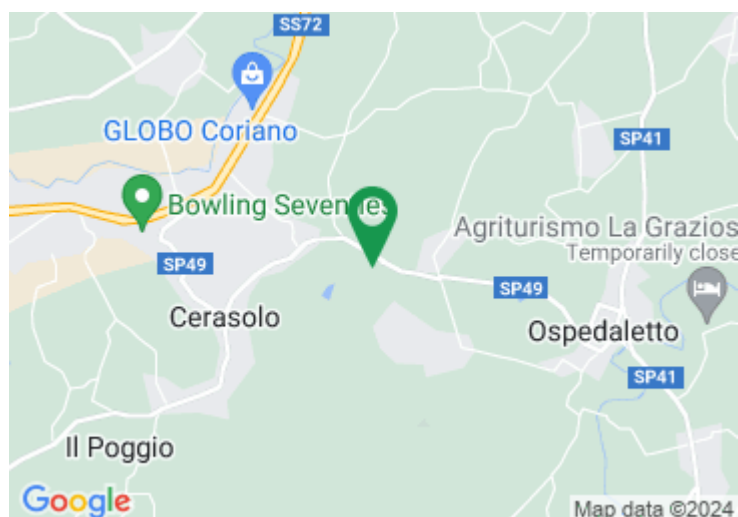 SS72
GLOBO Coriano
SP41
Bowling Seven
Agriturismo La Grazios
Temporarily close
SP49
SP49
Cerasolo
Ospedaletto
SP41
Il Poggio
Google
Map data ©2024